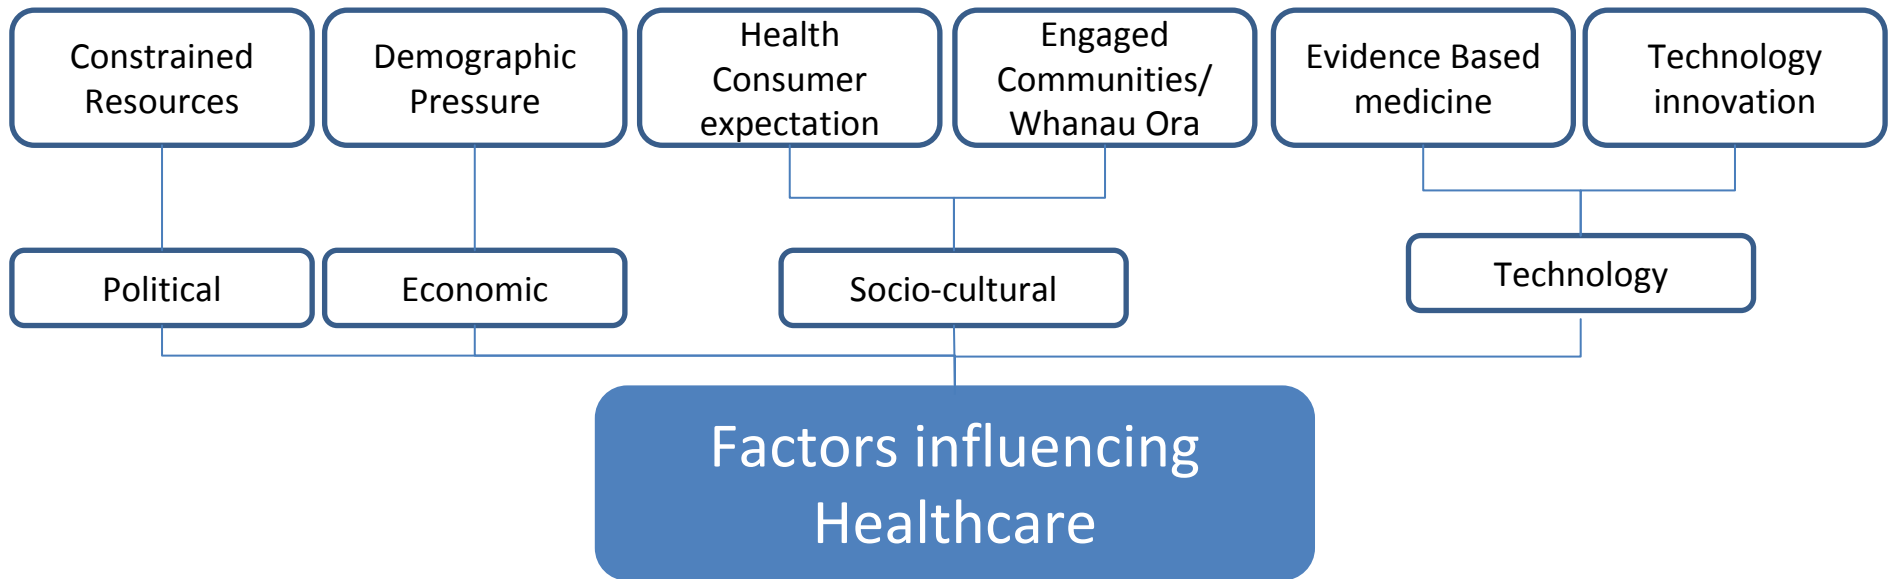 Constrained
Resources
Demographic
Pressure
Health
Consumer
expectation
Engaged
Communities/
Whanau Ora
Evidence Based
medicine
Technology
innovation
Political
Economic
Socio-cultural
Technology
Factors influencing
Healthcare